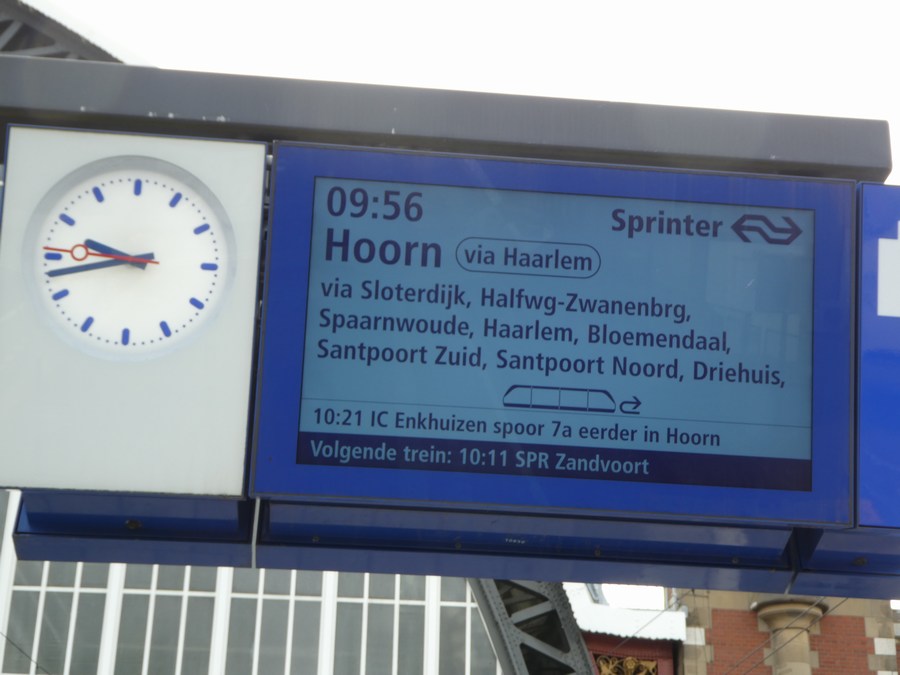 09:56
Sprinter
Hoorn via Haarlem
via Sloterdijk, Halfwg-Zwanenbrg,
Spaarnwoude, Haarlem, Bloemendaal,
Santpoort Zuid, Santpoort Noord, Driehuis,
10:21 IC Enkhuizen spoor 7a eerder in Hoorn
Volgende trein: 10:11 SPR Zandvoort